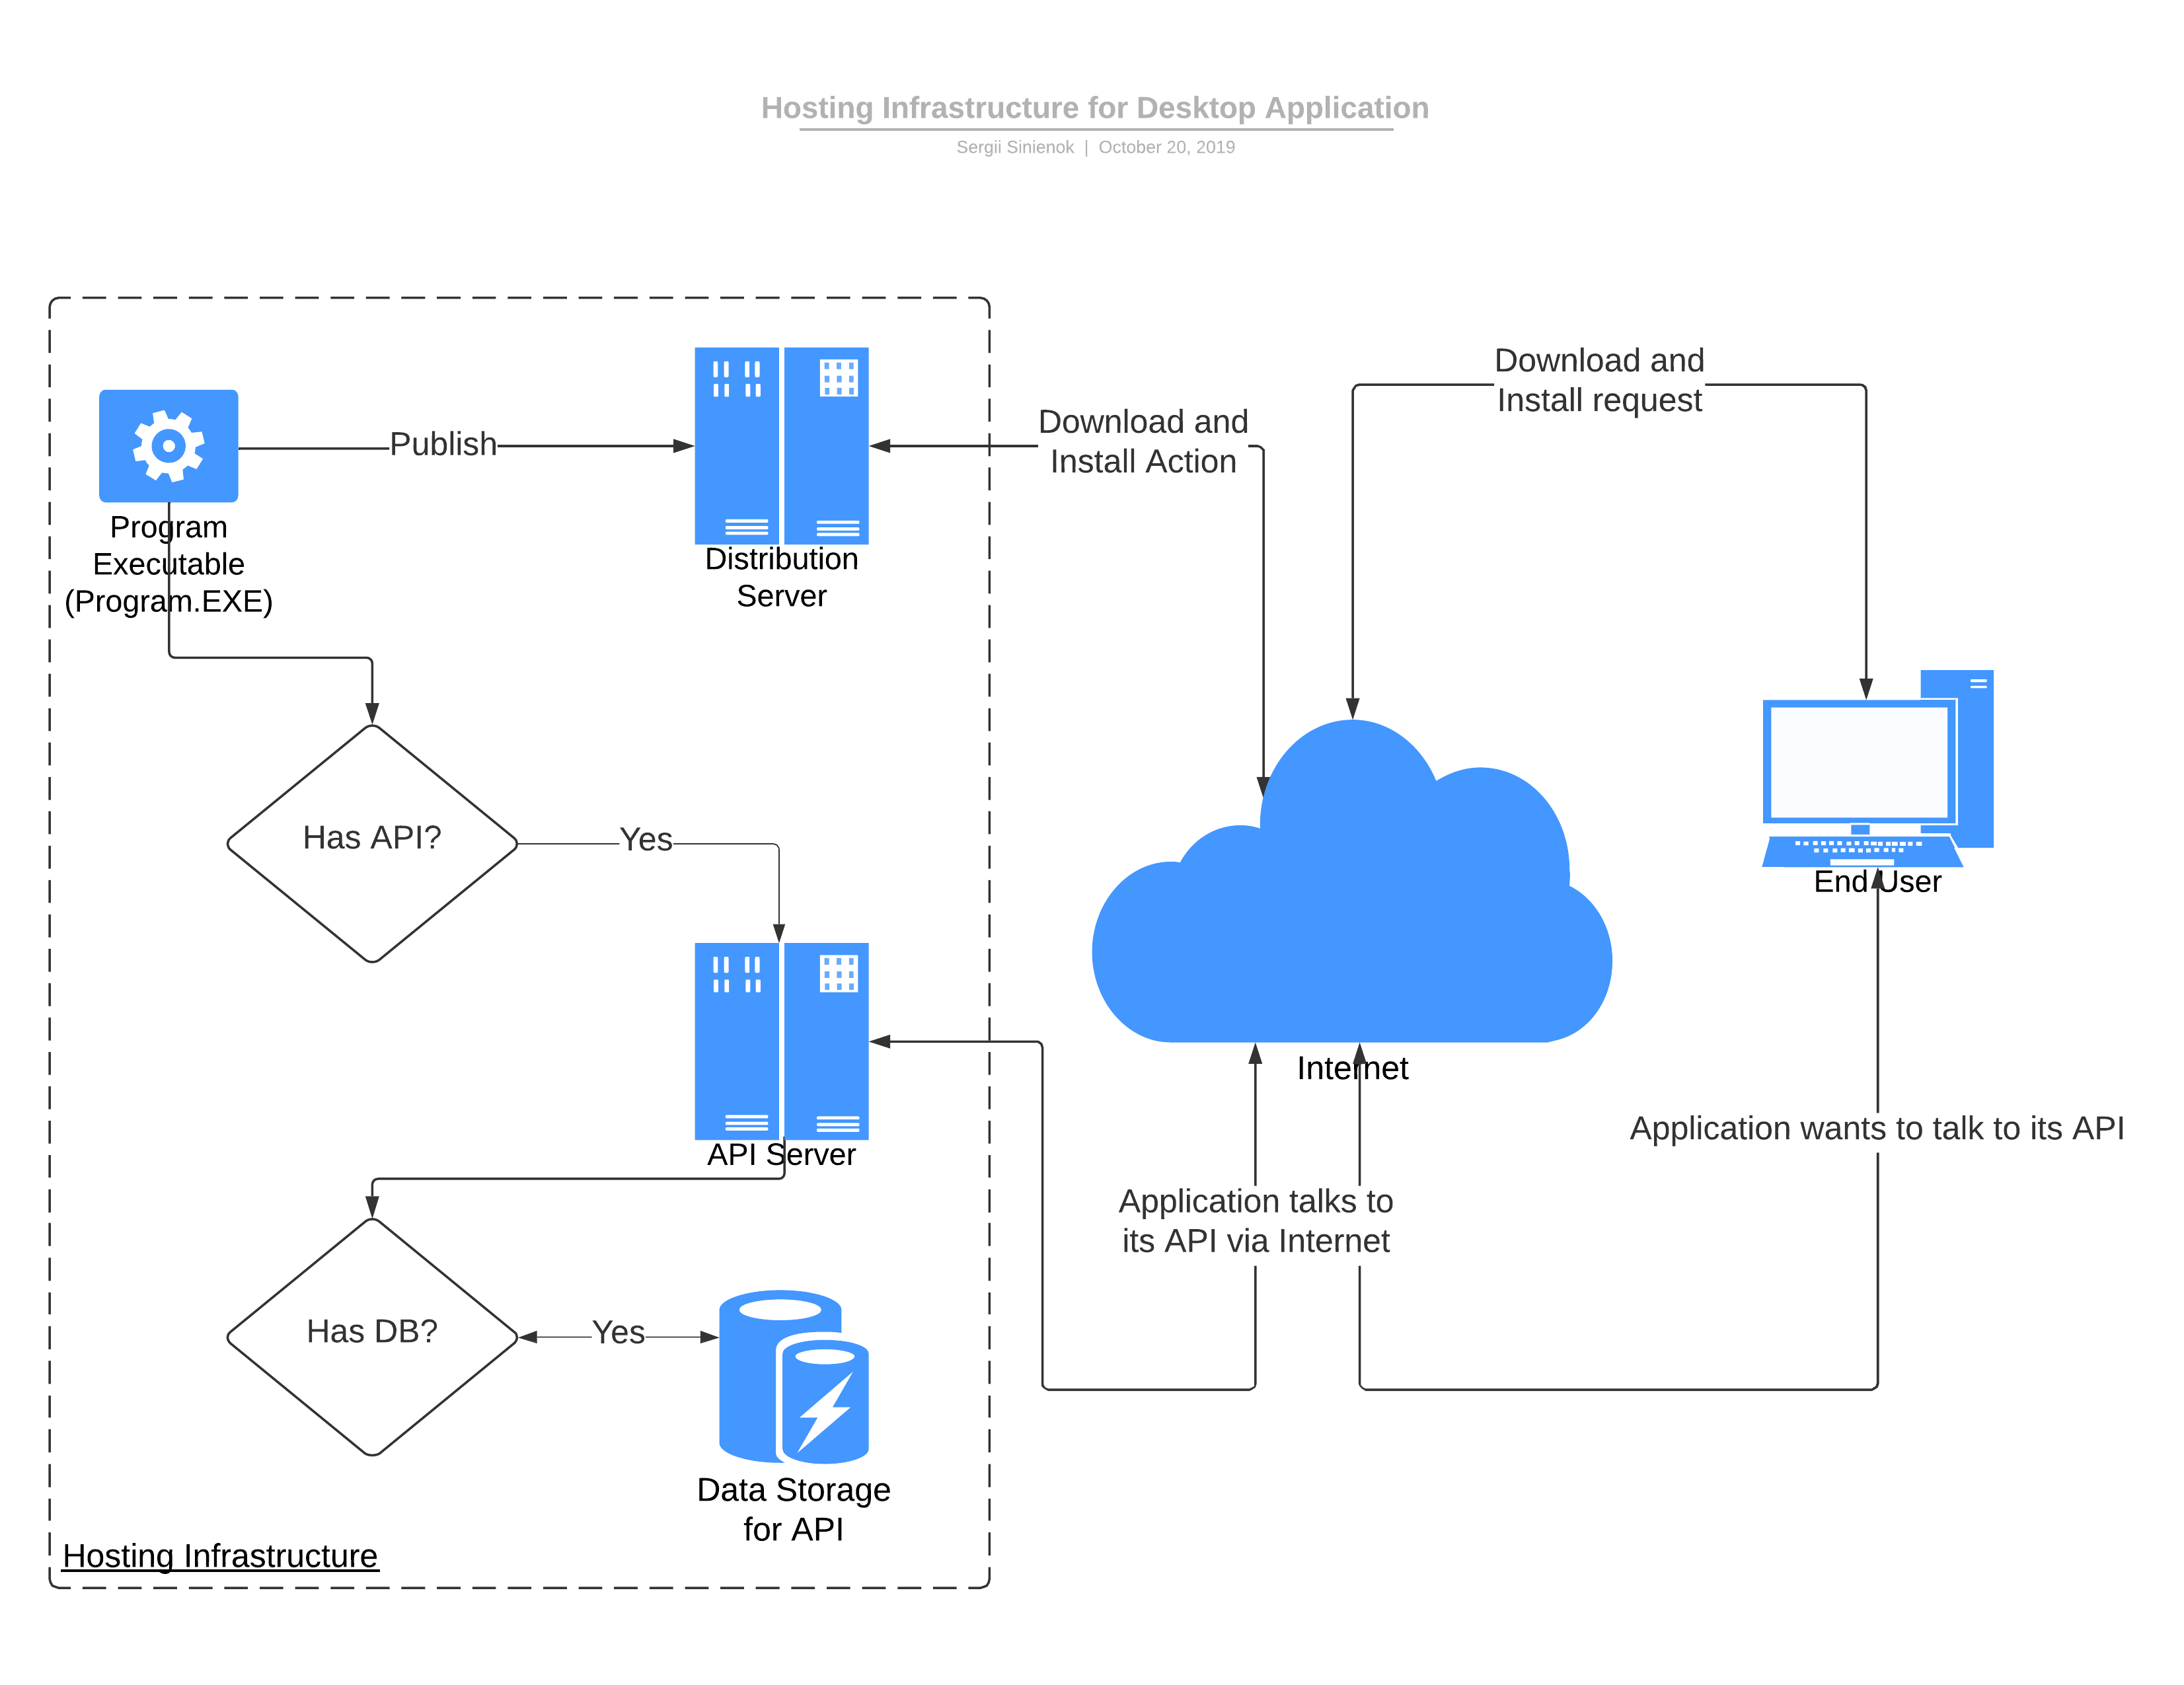 Hosting Infrastructure for Desktop Application
Sergii Sinienok | October 20, 2019
Download and
Install request
Download and
Install Action
Publish
Program
Executable
(Program.EXE)
Distribution
Server
Has API?
Yes
End User
Internet
Application wants to talk to its API
API Server
Application talks to
its API via Internet
Has DB?
Yes
Data Storage
for API
Hosting Infrastructure